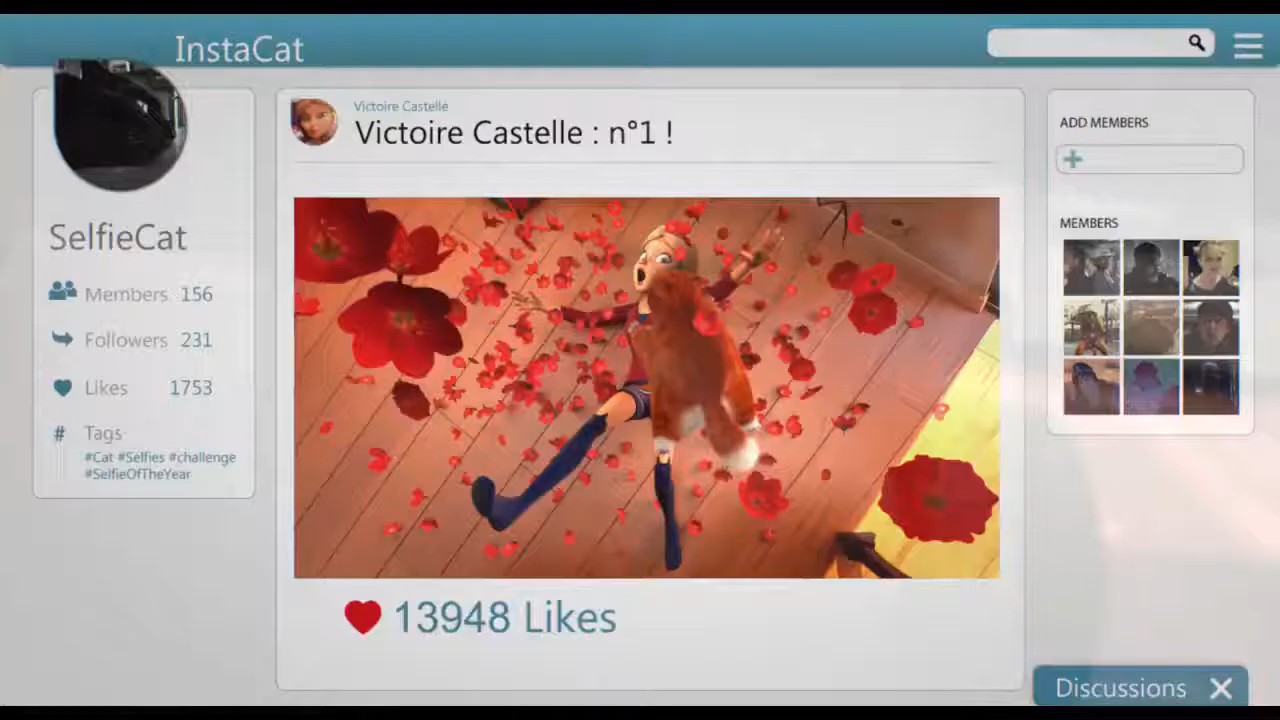 InstaCat
SelfieCat
Members 156
Followers 231
Likes 1753
# Tags
#Cat #Selfies #challenge
#SelfieOfTheYear
Victoire Castelle
Victoire Castelle : n°1 !
13948 Likes
ADD MEMBERS
MEMBERS
Discussions